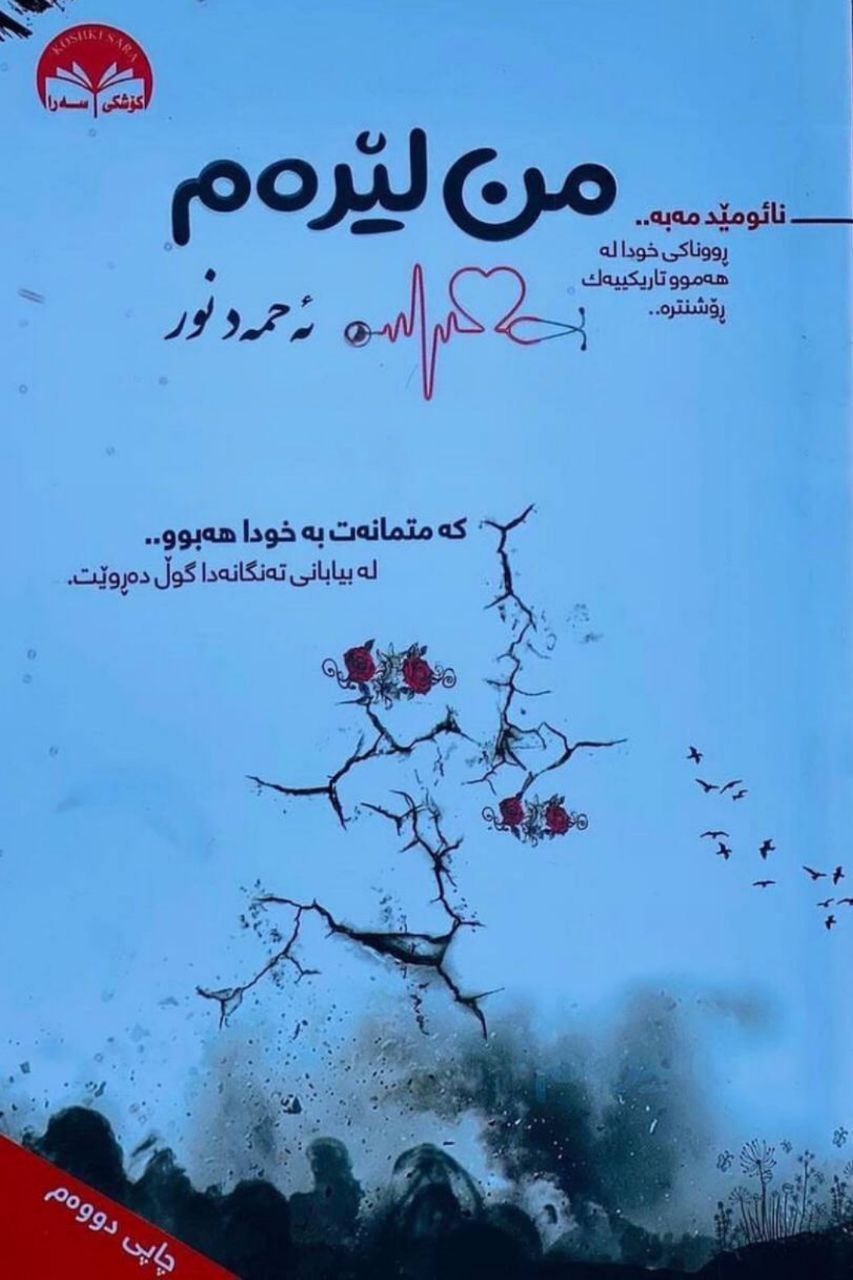 KOSHKI SARA
کۆشکی سەرا
من لێرەم
ئەحمەد نور
نائومێد مەبە..
ڕووناکی خودا لە
هەموو تاریکییەك
ڕۆشنترە..
کە متمانەت بە خودا هەبوو..
لە بیابانی تەنگانەدا گوڵ دەڕوێت.
چاپی دووەم